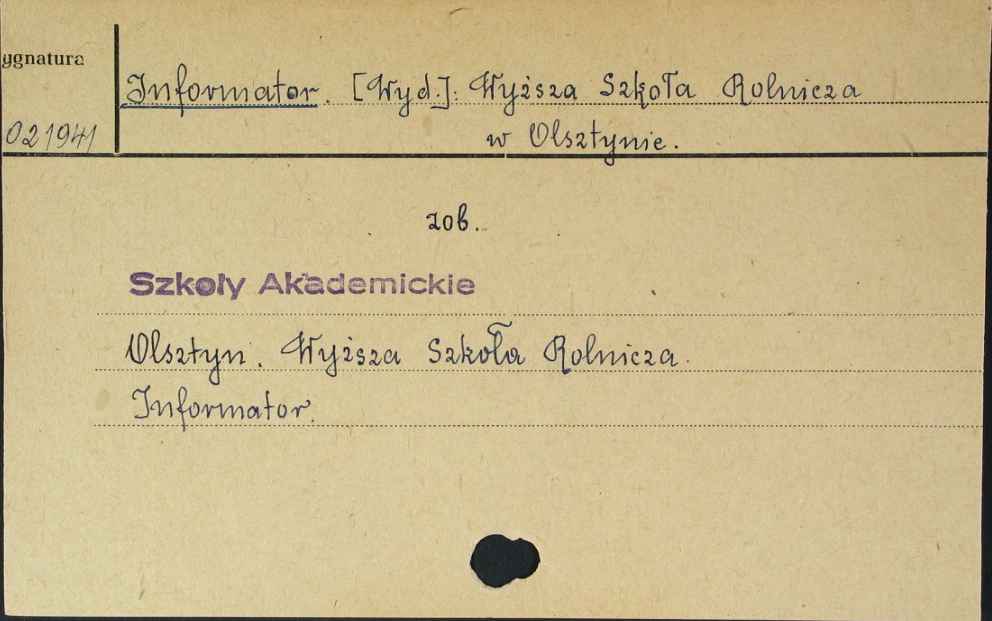 ygnatura
021941
Informator. [Wyd.]: Wyższa Szkoła Rolnicza
w Olsztynie.
zob.
Szkoły Akademickie
Olsztyn. Wyższa Szkoła Rolnicza.
Informator.